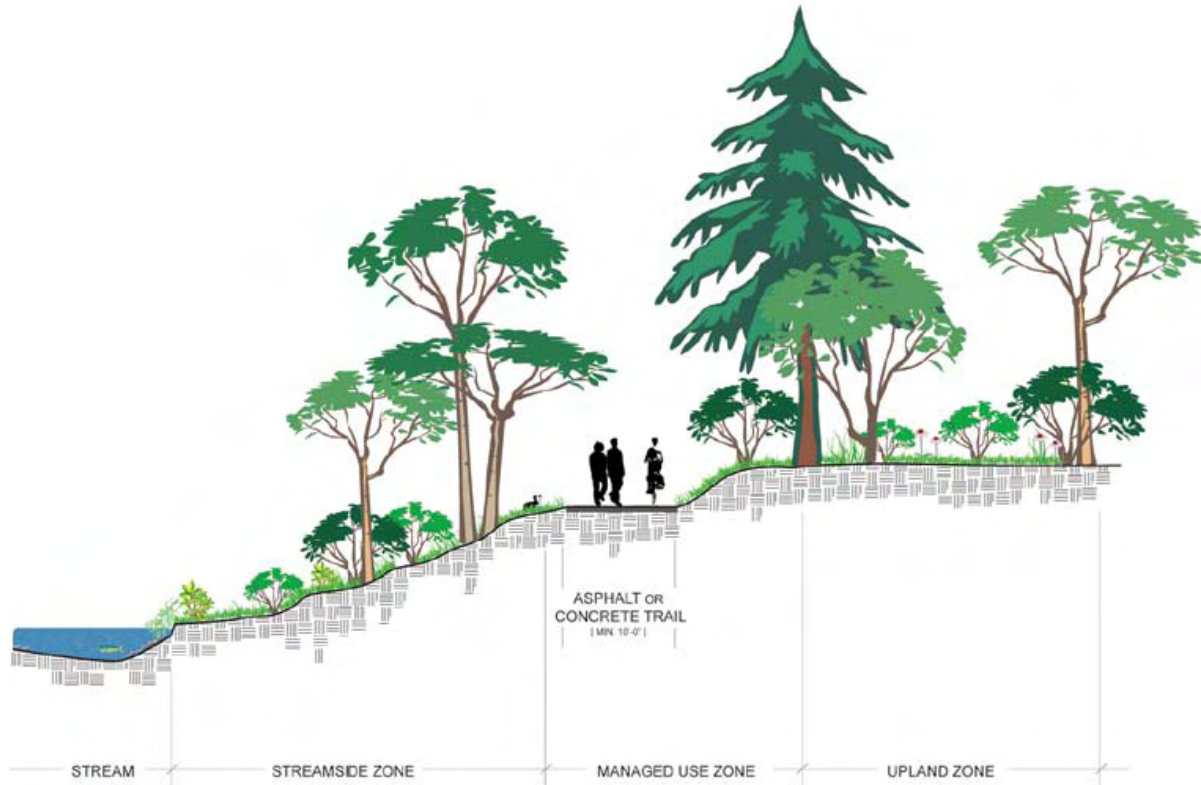 ASPHALT OR
CONCRETE TRAIL
[ MIN. 10'-0" ]
STREAM
STREAMSIDE ZONE
MANAGED USE ZONE
UPLAND ZONE